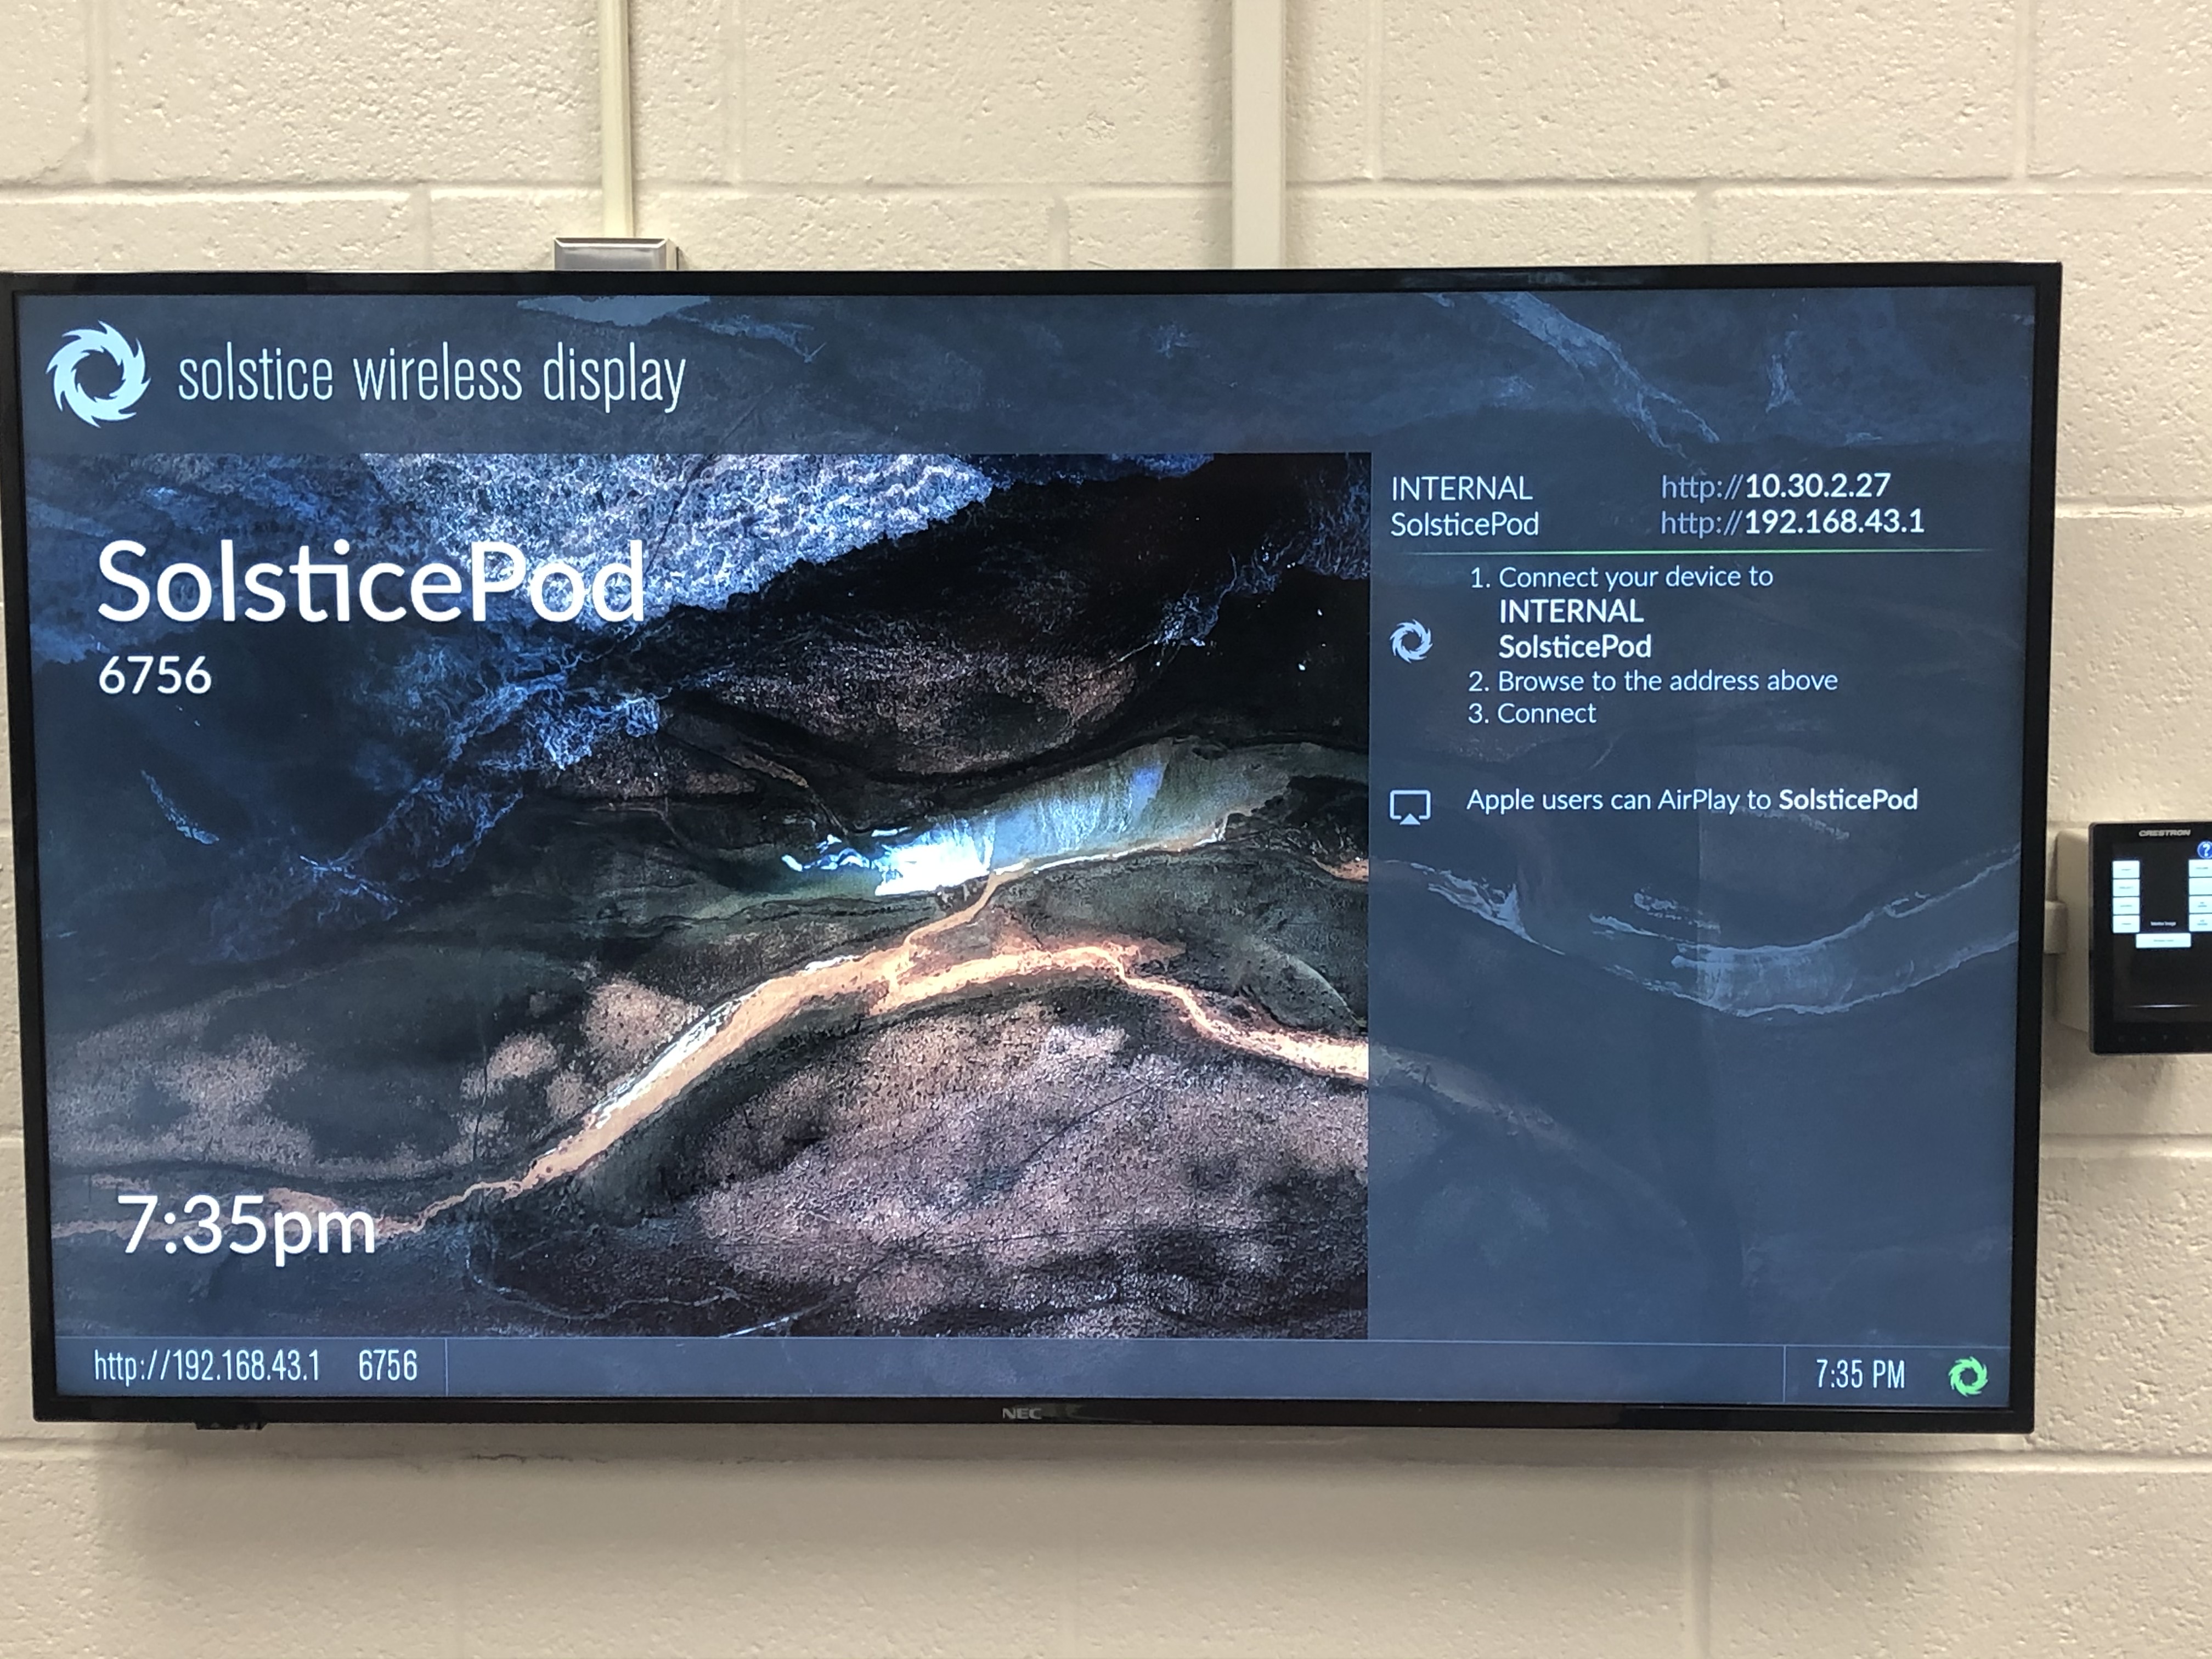 solstice wireless display
SolsticePod
6756
7:35pm
INTERNAL http://10.30.2.27
SolsticePod http://192.168.43.1
1. Connect your device to
INTERNAL
SolsticePod
2. Browse to the address above
3. Connect
Apple users can AirPlay to SolsticePod
http://192.168.43.1 6756
7:35 PM
NEC
CRESTRON
?